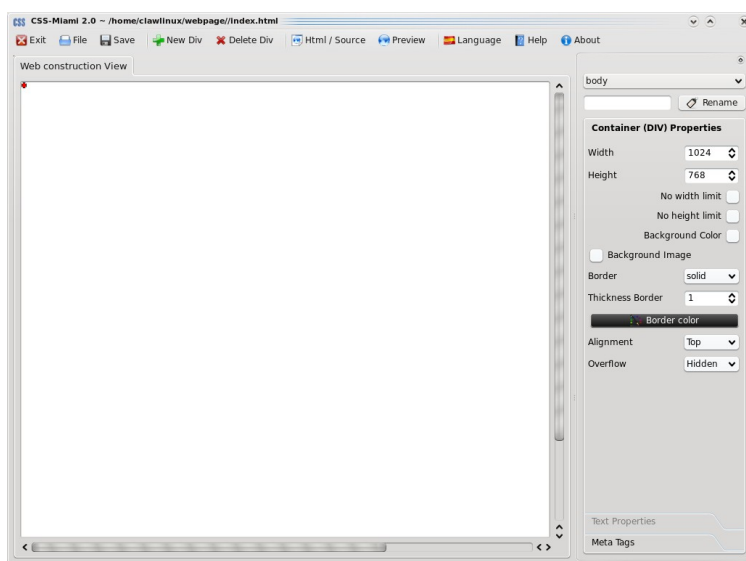 CSS CSS-Miami 2.0 ~ /home/clawlinux/webpage//index.html
Exit File Save New Div Delete Div Html / Source Preview Language Help About
Web construction View
body
Rename
Container (DIV) Properties
Width 1024
Height 768
No width limit
No height limit
Background Color
Background Image
Border solid
Thickness Border 1
Border color
Alignment Top
Overflow Hidden
Text Properties
Meta Tags